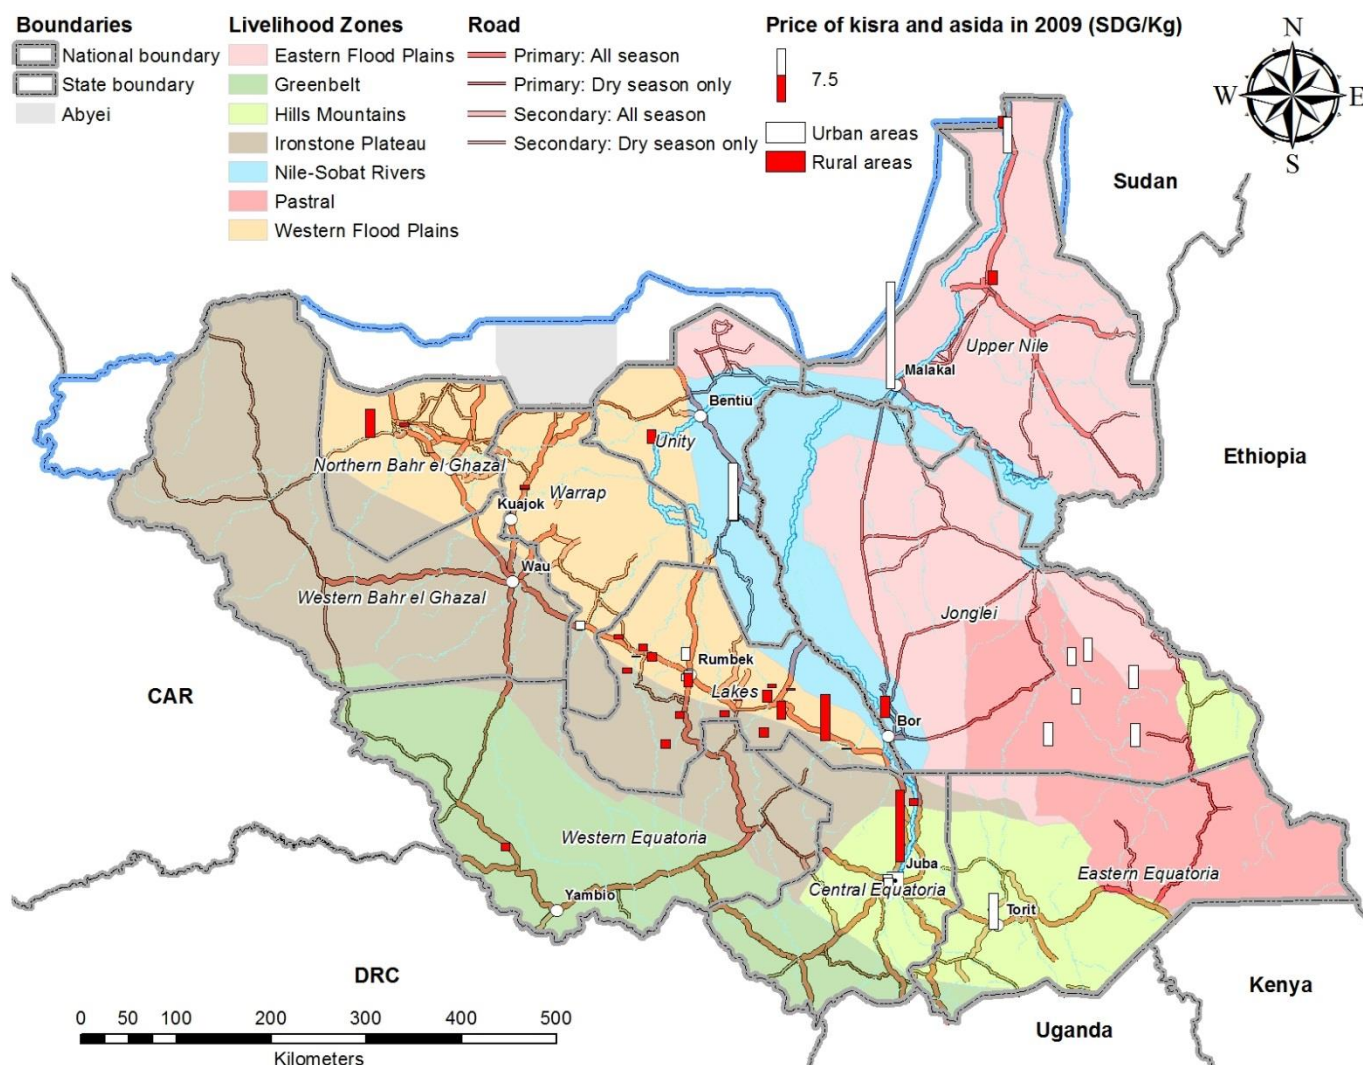 Boundaries
National boundary
State boundary
Abyei
Livelihood Zones
Eastern Flood Plains
Greenbelt
Hills Mountains
Ironstone Plateau
Nile-Sobat Rivers
Pastral
Western Flood Plains
Road
Primary: All season
Primary: Dry season only
Secondary: All season
Secondary: Dry season only
Price of kisra and asida in 2009 (SDG/Kg)
7.5
Urban areas
Rural areas
N
W
E
S
Sudan
Upper Nile
Malakal
Bentiu
Unity
Ethiopia
Northern Bahr el Ghazal
Warrap
Kuajok
Wau
Western Bahr el Ghazal
Jonglei
Rumbek
Lakes
CAR
Bor
Western Equatoria
Juba
Central Equatoria
Eastern Equatoria
Yambio
Torit
DRC
Kenya
Uganda
0 50 100 200 300 400 500
Kilometers